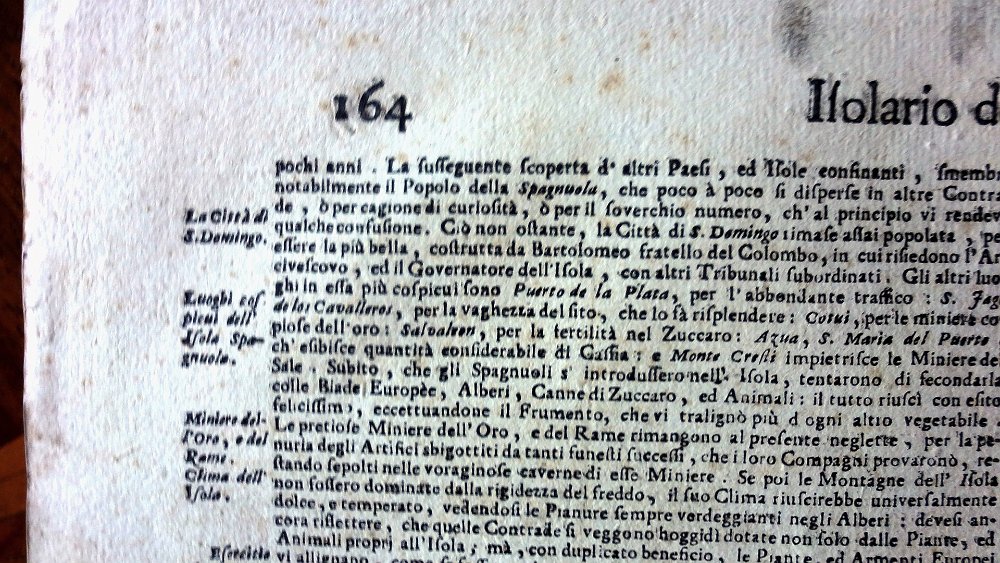 164
Isolario d
pochi anni. La susseguente scoperta d' altri Paesi, ed Isole confinanti, smembr
notabilmente il Popolo della Spagnuola, che poco à poco si disperse in altre Contra
de, ò per cagione di curiosità, ò per il soverchio numero, ch' al principio vi rendev
qualche confusione. Ciò non ostante, la Città di S. Domingo rimase assai popolata, pe
essere la più bella, costrutta da Bartolomeo fratello del Colombo, in cui risiedono l' Ar
civescovo, ed il Governatore dell' Isola, con altri Tribunali subordinati. Gli altri luo
ghi in essa più cospicui sono Puerto de la Plata, per l' abbondante traffico: S. Jag
de los Cavalleros, per la vaghezza del sito, che lo fà risplendere: Cotui, per le miniere co
piose dell' oro: Salvaleon, per la fertilità nel Zuccaro: Azua, S. Maria del Puerto
ch' esibisce quantità considerabile di Cassia: e Monte Cresti impietrisce le Miniere de
Sale. Subito, che gli Spagnuoli s' introdussero nell' Isola, tentarono di fecondarla
colle Biade Europèe, Alberi, Canne di Zuccaro, ed Animali: il tutto riuscì con esito
felicissimo, eccettuandone il Frumento, che vi tralignò più d ogni altro vegetabile
Le pretiose Miniere dell' Oro, e del Rame rimangono al presente neglette, per la pe-
nuria degli Artifici sbigottiti da tanti funesti successi, che i loro Compagni provaronò, re-
stando sepolti nelle voraginose caverne di esse Miniere. Se poi le Montagne dell' Isola
non fossero dominate dalla rigidezza del freddo, il suo Clima riuscirebbe universalmente
dolce, e temperato, vedendosi le Pianure sempre verdeggianti negli Alberi: devesi an-
cora riflettere, che quelle Contrade si veggono hoggidì dotate non solo dalle Piante, ed
Animali proprj all' Isola; mà, con duplicato beneficio, le Piante, ed Armenti Europei
vi allignano, come
La Città di
S. Domingo.
Luoghi cos
picui dell'
Isola Spa-
gnuola.
Miniere del-
l' Oro, e del
Rame.
Clima dell'
Isola.
Esercitio